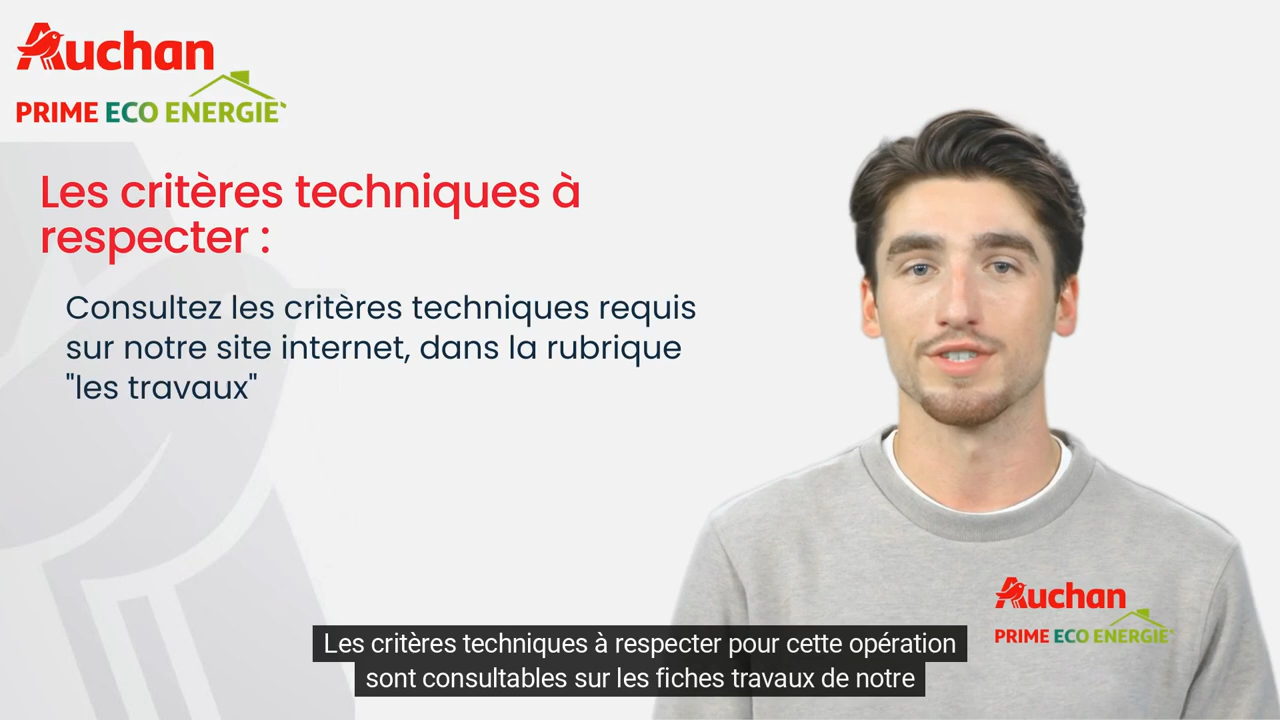 Auchan
PRIME ECO ENERGIE
Les critères techniques à
respecter :
Consultez les critères techniques requis
sur notre site internet, dans la rubrique
"les travaux"
Auchan
PRIME ECO ENERGIE
Les critères techniques à respecter pour cette opération
sont consultables sur les fiches travaux de notre